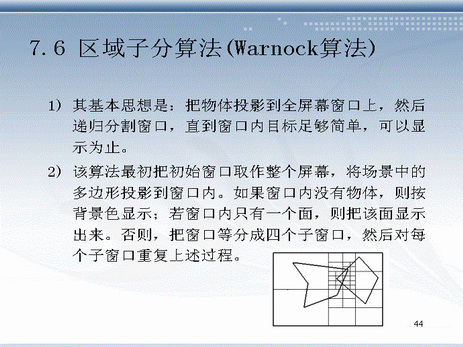 7.6 区域子分算法(Warnock算法)
1) 其基本思想是：把物体投影到全屏幕窗口上，然后
递归分割窗口，直到窗口内目标足够简单，可以显
示为止。
2) 该算法最初把初始窗口取作整个屏幕，将场景中的
多边形投影到窗口内。如果窗口内没有物体，则按
背景色显示；若窗口内只有一个面，则把该面显示
出来。否则，把窗口等分成四个子窗口，然后对每
个子窗口重复上述过程。
44